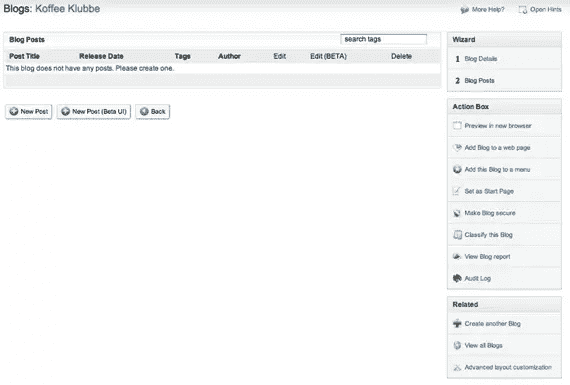 Blogs: Koffee Klubbe
More Help?
Open Hints
Blog Posts
search tags
Post Title Release Date Tags Author Edit Edit (BETA) Delete
This blog does not have any posts. Please create one.
New Post
New Post (Beta UI)
Back
Wizard
1 Blog Details
2 Blog Posts
Action Box
Preview in new browser
Add Blog to a web page
Add this Blog to a menu
Set as Start Page
Make Blog secure
Classify this Blog
View Blog report
Audit Log
Related
Create another Blog
View all Blogs
Advanced layout customization